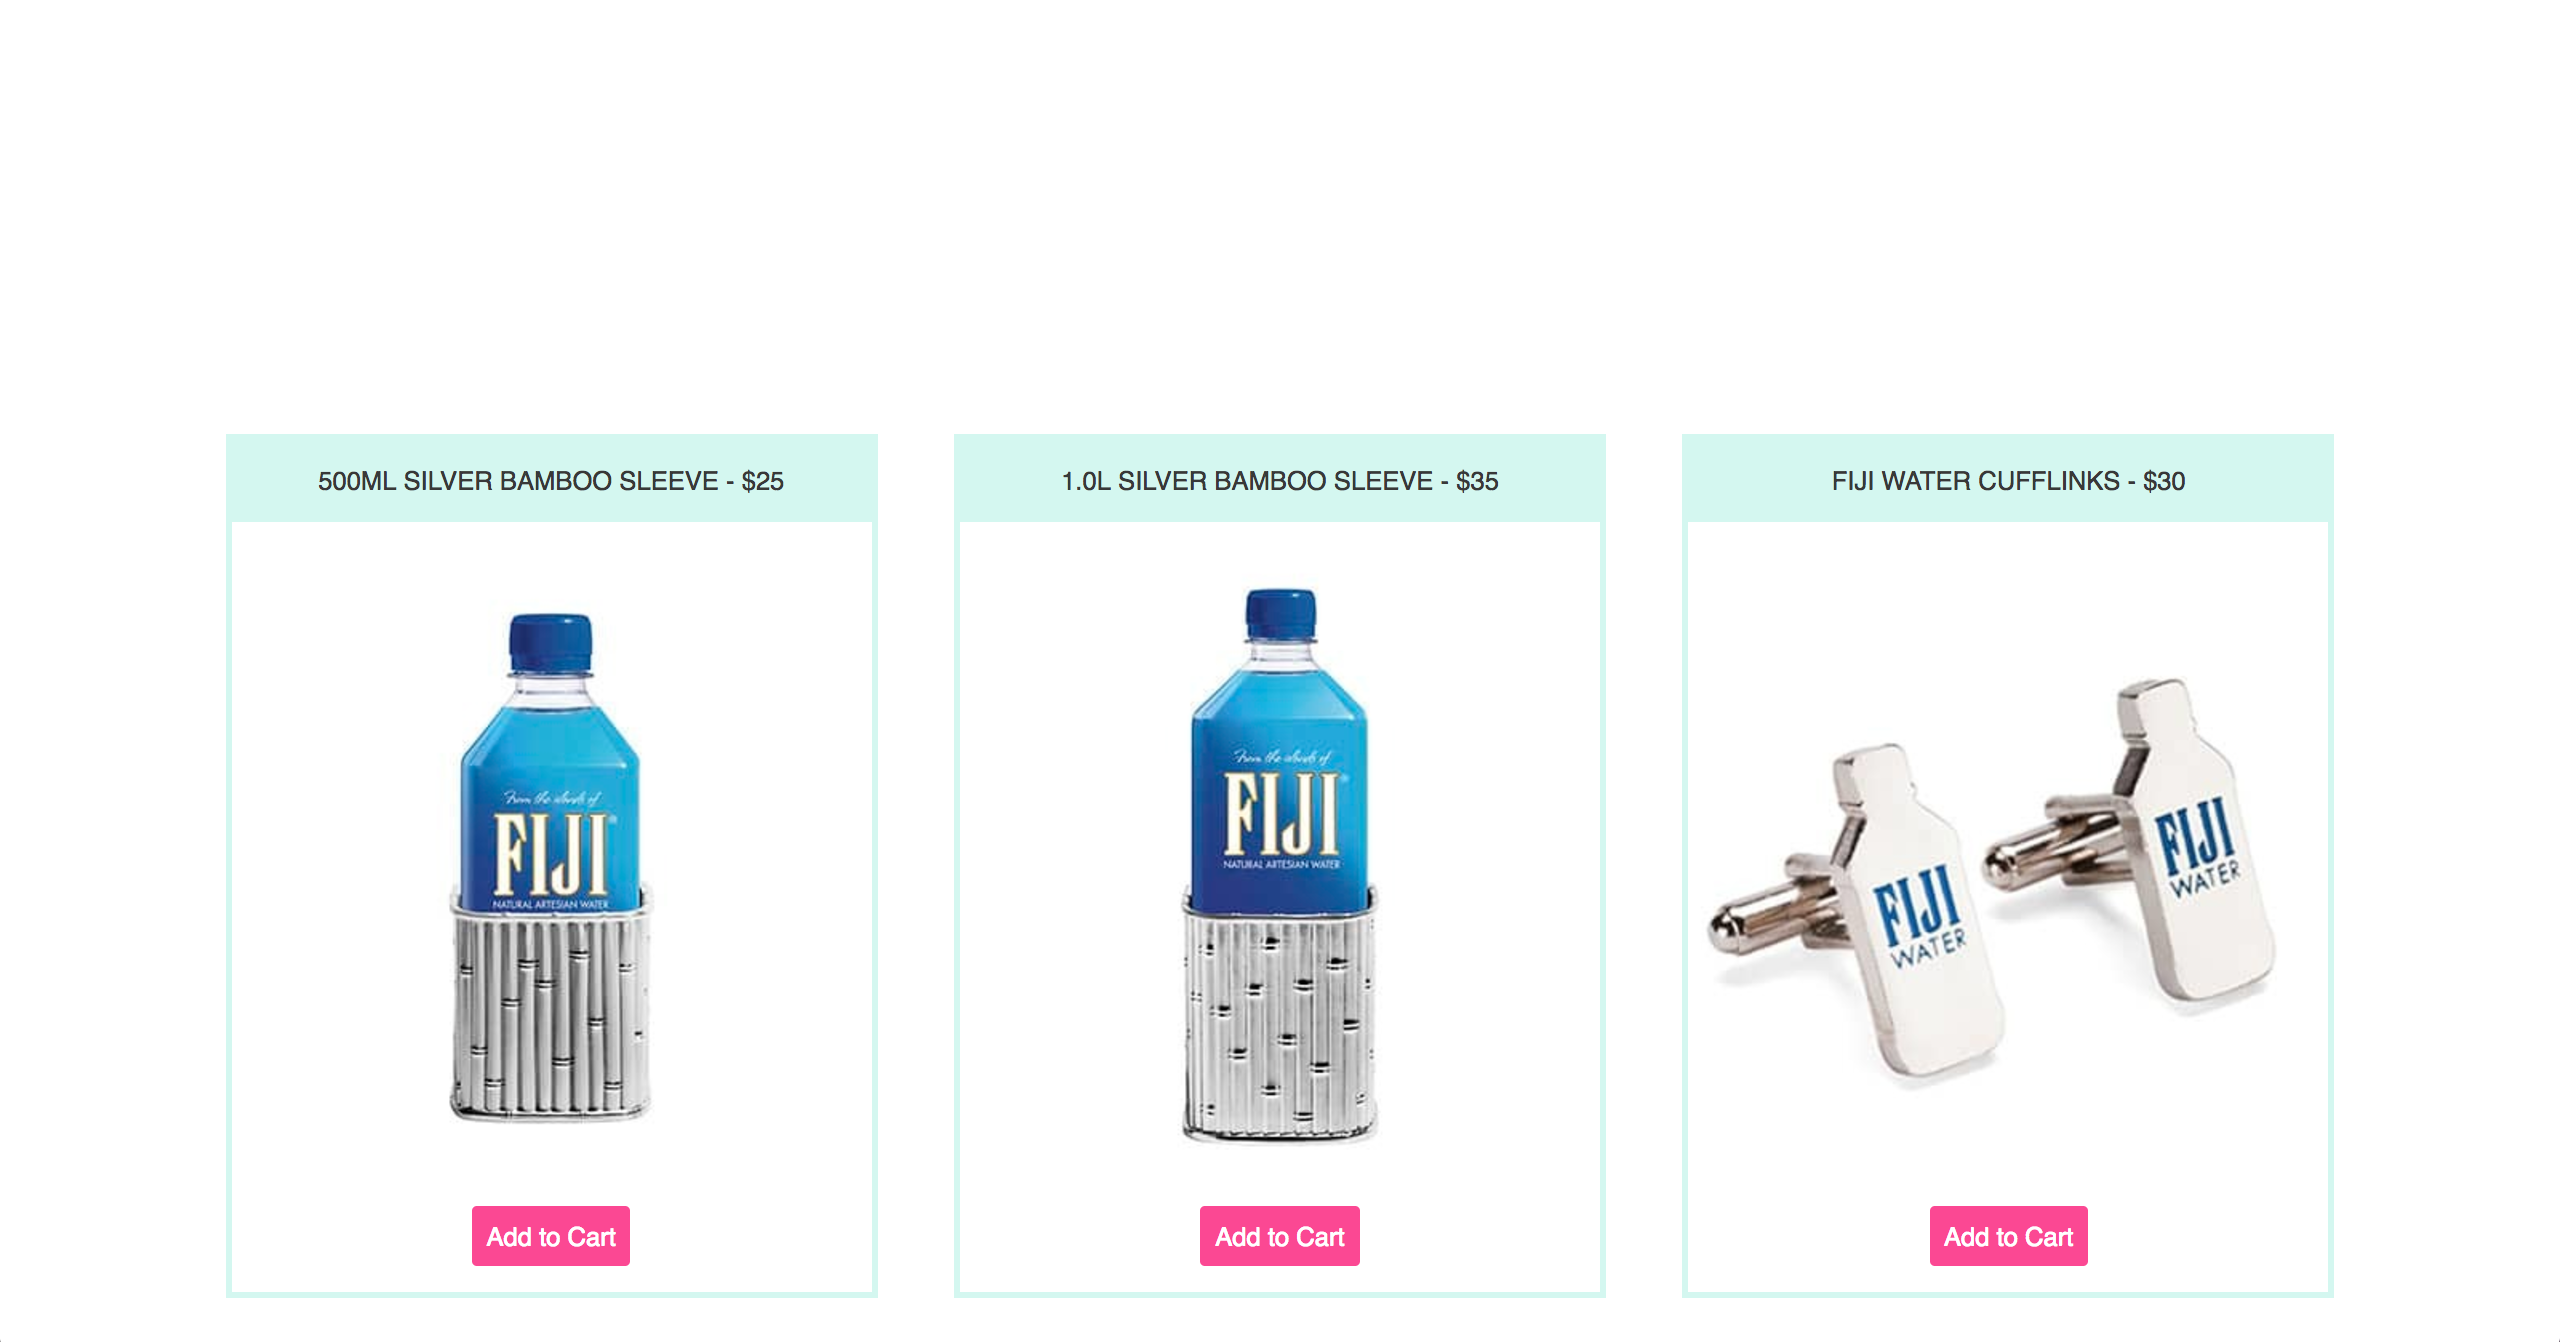 500ML SILVER BAMBOO SLEEVE - $25
From the islands of
FIJI
NATURAL ARTESIAN WATER
Add to Cart
1.0L SILVER BAMBOO SLEEVE - $35
From the islands of
FIJI
NATURAL ARTESIAN WATER
Add to Cart
FIJI WATER CUFFLINKS - $30
FIJI
WATER
FIJI
WATER
Add to Cart